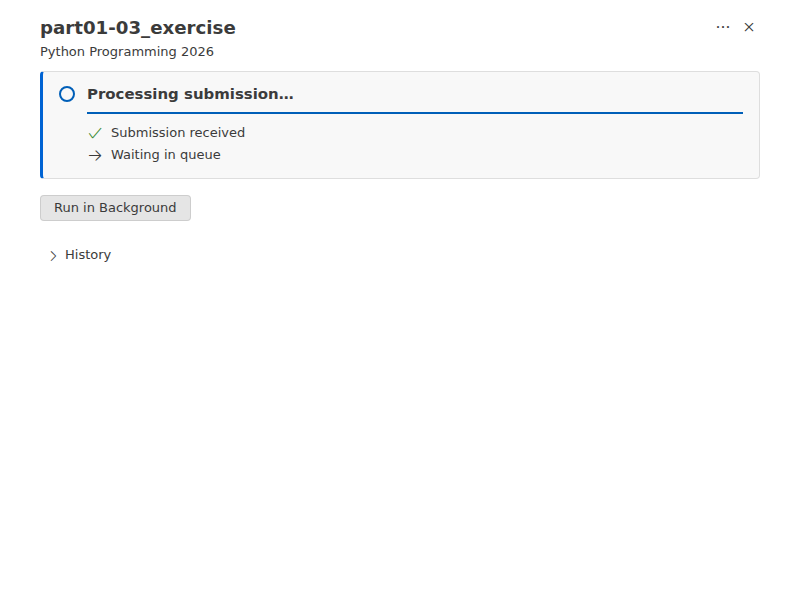 part01-03_exercise
Python Programming 2026
Processing submission…
Submission received
Waiting in queue
Run in Background
History